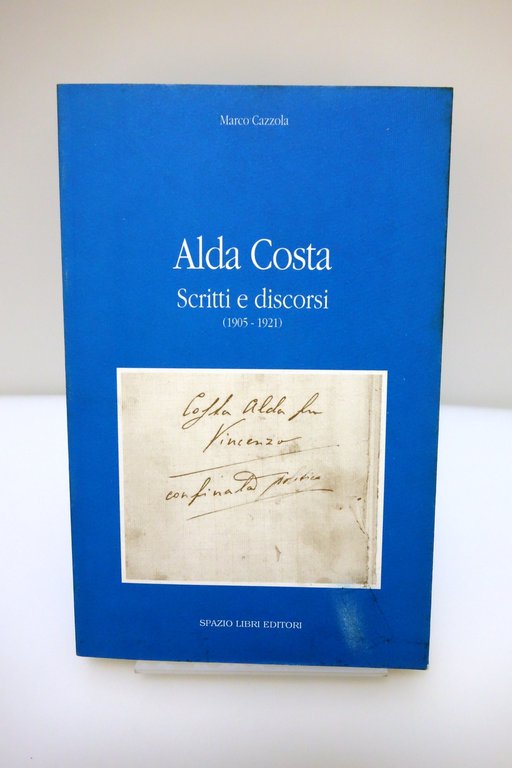 Marco Cazzola
Alda Costa
Scritti e discorsi
(1905 - 1921)
Costa Alda fu
Vincenzo
confinata politica
SPAZIO LIBRI EDITORI